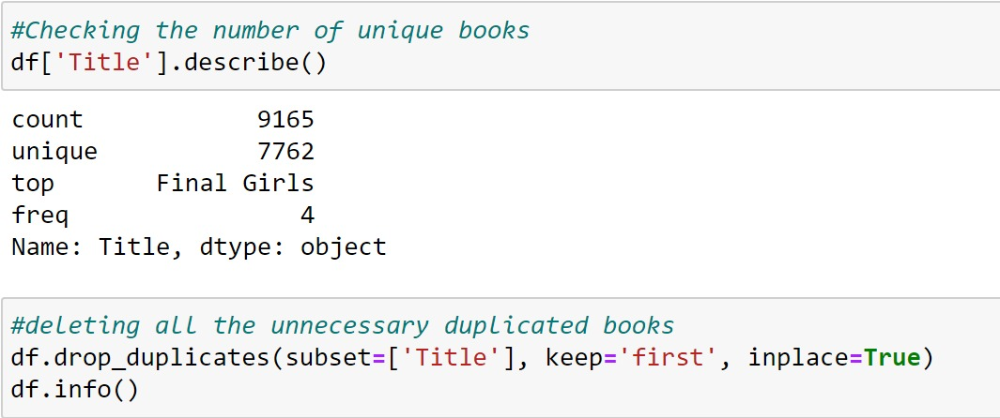 #Checking the number of unique books
df['Title'].describe()
count            9165
unique           7762
top       Final Girls
freq                4
Name: Title, dtype: object
#deleting all the unnecessary duplicated books
df.drop_duplicates(subset=['Title'], keep='first', inplace=True)
df.info()